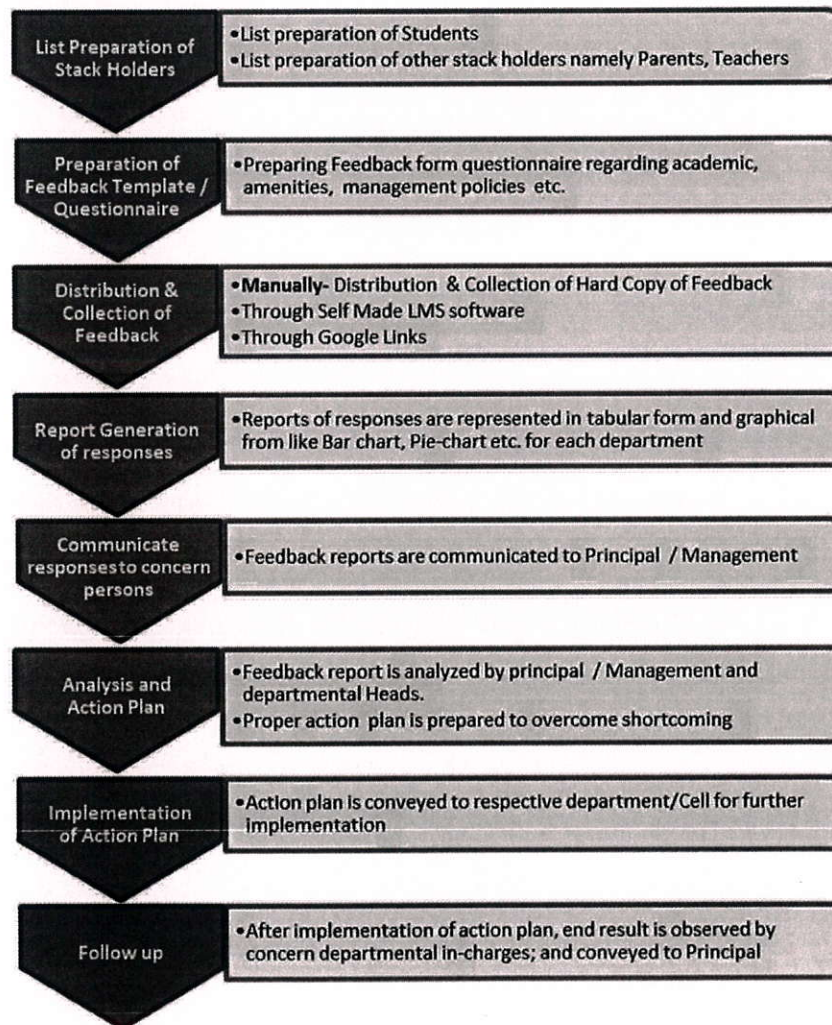 List Preparation of
Stack Holders
•List preparation of Students
•List preparation of other stack holders namely Parents, Teachers
Preparation of
Feedback Template /
Questionnaire
•Preparing Feedback form questionnaire regarding academic,
amenities, management policies etc.
Distribution &
Collection of
Feedback
•Manually- Distribution & Collection of Hard Copy of Feedback
•Through Self Made LMS software
•Through Google Links
Report Generation
of responses
•Reports of responses are represented in tabular form and graphical
from like Bar chart, Pie-chart etc. for each department
Communicate
responsesto concern
persons
•Feedback reports are communicated to Principal / Management
Analysis and
Action Plan
•Feedback report is analyzed by principal / Management and
departmental Heads.
•Proper action plan is prepared to overcome shortcoming
Implementation
of Action Plan
•Action plan is conveyed to respective department/Cell for further
implementation
Follow up
•After implementation of action plan, end result is observed by
concern departmental in-charges; and conveyed to Principal